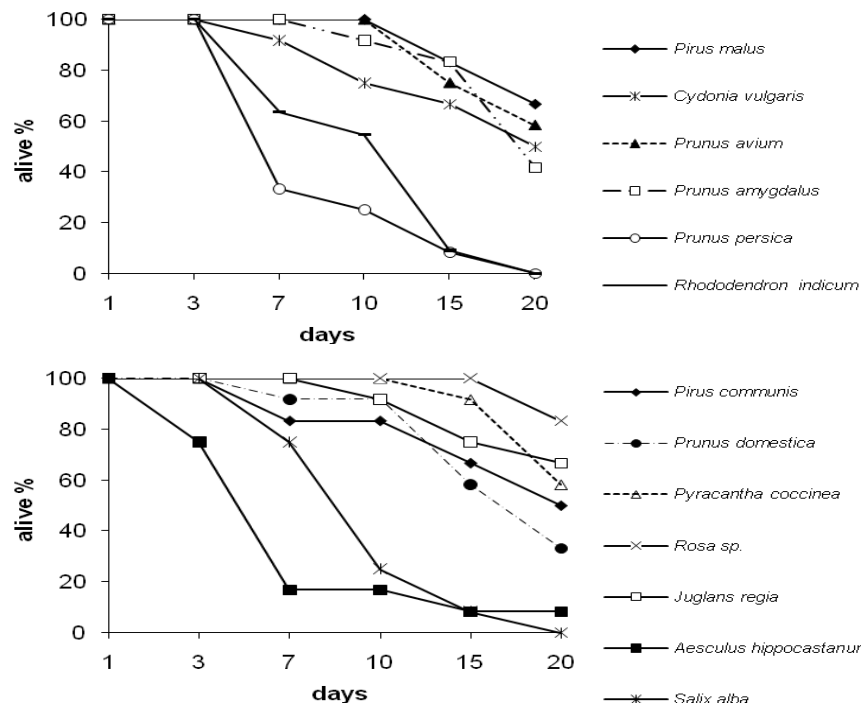 100
80
60
40
20
0
alive %
1 3 7 10 15 20
days
Pirus malus
Cydonia vulgaris
Prunus avium
Prunus amygdalus
Prunus persica
Rhododendron indicum
100
80
60
40
20
0
alive %
1 3 7 10 15 20
days
Pirus communis
Prunus domestica
Pyracantha coccinea
Rosa sp.
Juglans regia
Aesculus hippocastanur
Salix alba